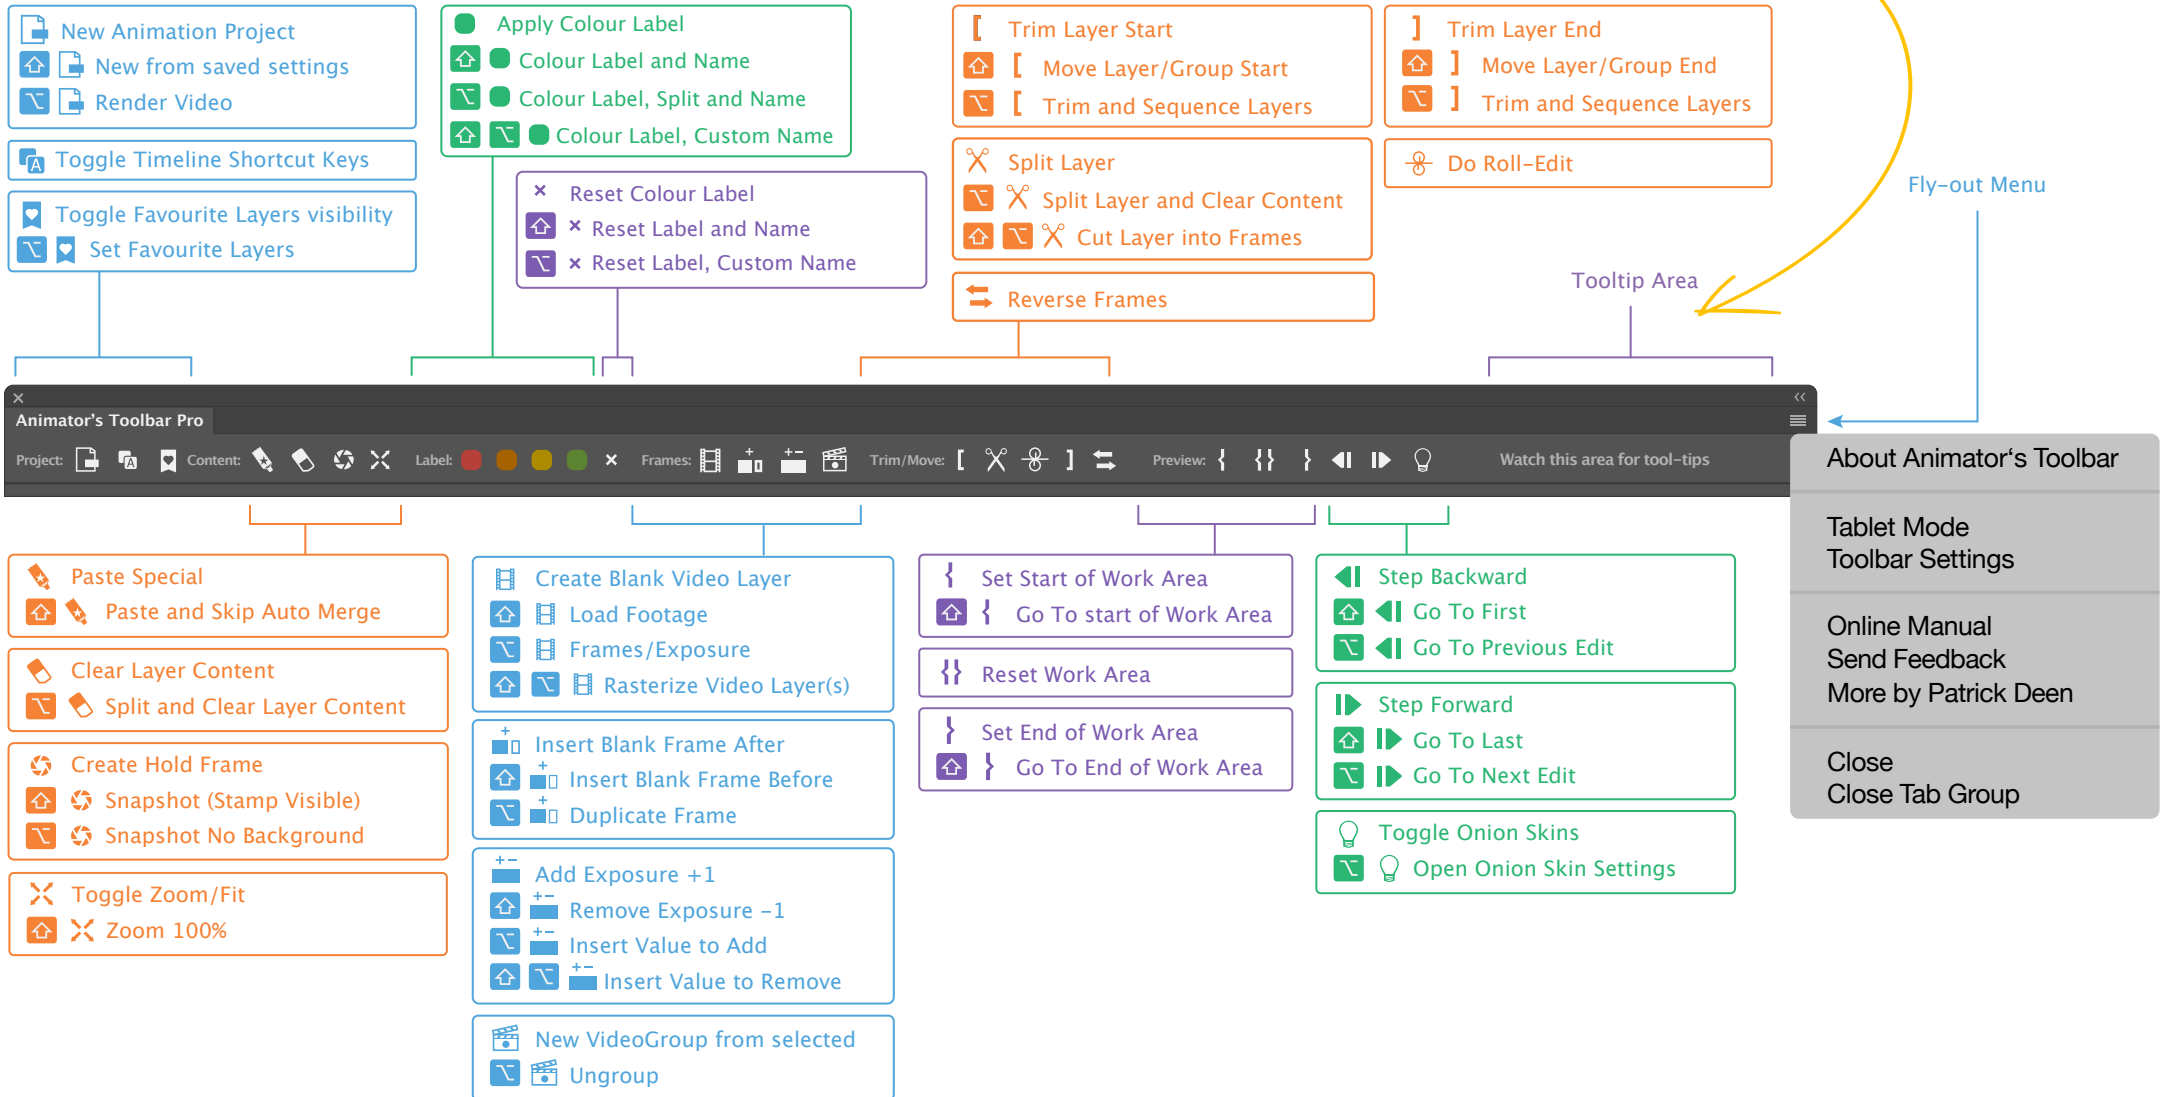 New Animation Project
New from saved settings
Render Video
Toggle Timeline Shortcut Keys
Toggle Favourite Layers visibility
Set Favourite Layers
Apply Colour Label
Colour Label and Name
Colour Label, Split and Name
Colour Label, Custom Name
Reset Colour Label
Reset Label and Name
Reset Label, Custom Name
Trim Layer Start
Move Layer/Group Start
Trim and Sequence Layers
Split Layer
Split Layer and Clear Content
Cut Layer into Frames
Reverse Frames
Trim Layer End
Move Layer/Group End
Trim and Sequence Layers
Do Roll-Edit
Fly-out Menu
Tooltip Area
Animator's Toolbar Pro
Project: A Content: Label: Frames: Trim/Move: [ ] Preview: { {} } Watch this area for tool-tips
About Animator‘s Toolbar
Tablet Mode
Toolbar Settings
Online Manual
Send Feedback
More by Patrick Deen
Close
Close Tab Group
Paste Special
Paste and Skip Auto Merge
Clear Layer Content
Split and Clear Layer Content
Create Hold Frame
Snapshot (Stamp Visible)
Snapshot No Background
Toggle Zoom/Fit
Zoom 100%
Create Blank Video Layer
Load Footage
Frames/Exposure
Rasterize Video Layer(s)
Insert Blank Frame After
Insert Blank Frame Before
Duplicate Frame
Add Exposure +1
Remove Exposure -1
Insert Value to Add
Insert Value to Remove
New VideoGroup from selected
Ungroup
Set Start of Work Area
Go To start of Work Area
Reset Work Area
Set End of Work Area
Go To End of Work Area
Step Backward
Go To First
Go To Previous Edit
Step Forward
Go To Last
Go To Next Edit
Toggle Onion Skins
Open Onion Skin Settings